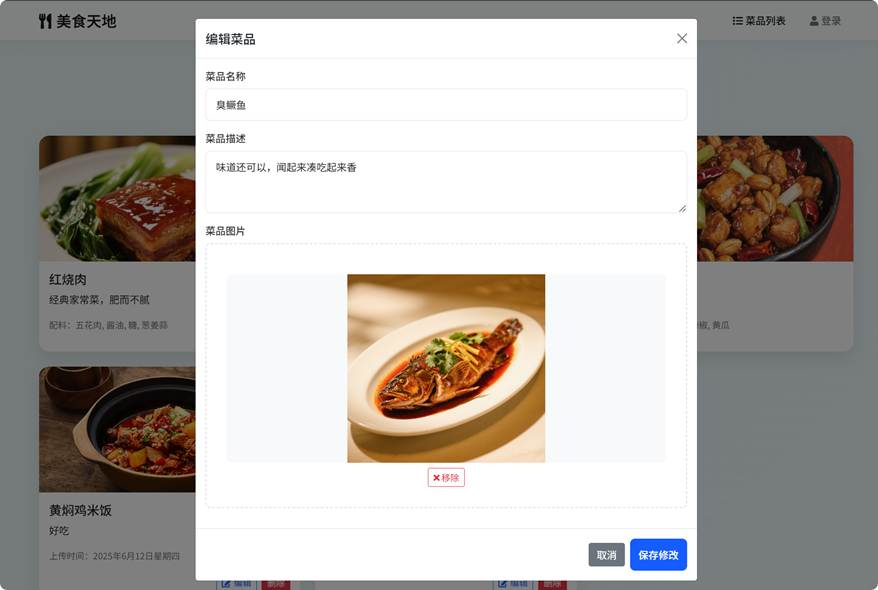 美食天地
菜品列表
登录
编辑菜品
菜品名称
臭鳜鱼
菜品描述
味道还可以，闻起来凑吃起来香
菜品图片
移除
取消
保存修改
红烧肉
经典家常菜，肥而不腻
配料：五花肉, 酱油, 糖, 葱姜蒜
椒, 黄瓜
黄焖鸡米饭
好吃
上传时间：2025年6月12日星期四
编辑
删除
编辑
删除